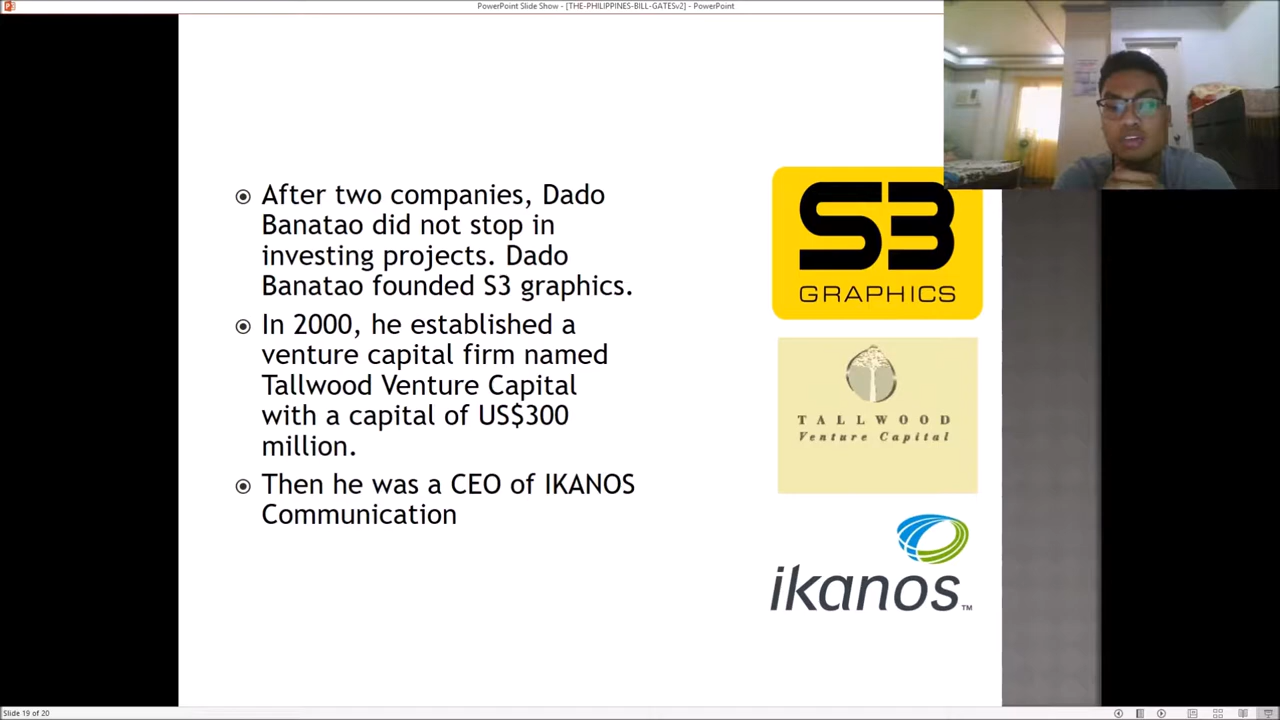 PowerPoint Slide Show - [THE-PHILIPPINES-BILL-GATESv2] - PowerPoint
After two companies, Dado
Banatao did not stop in
investing projects. Dado
Banatao founded S3 graphics.
In 2000, he established a
venture capital firm named
Tallwood Venture Capital
with a capital of US$300
million.
Then he was a CEO of IKANOS
Communication
S3
GRAPHICS
TALLWOOD
Venture Capital
ikanos™
Slide 19 of 20